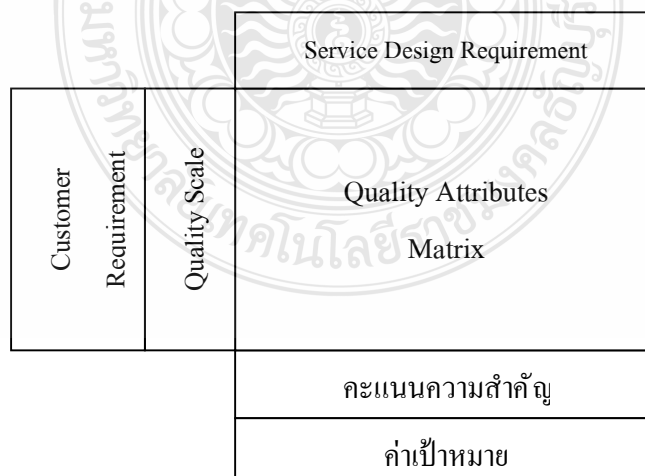 Service Design Requirement
Customer
Requirement
Quality Scale
Quality Attributes
Matrix
คะแนนความสำคัญ
ค่าเป้าหมาย